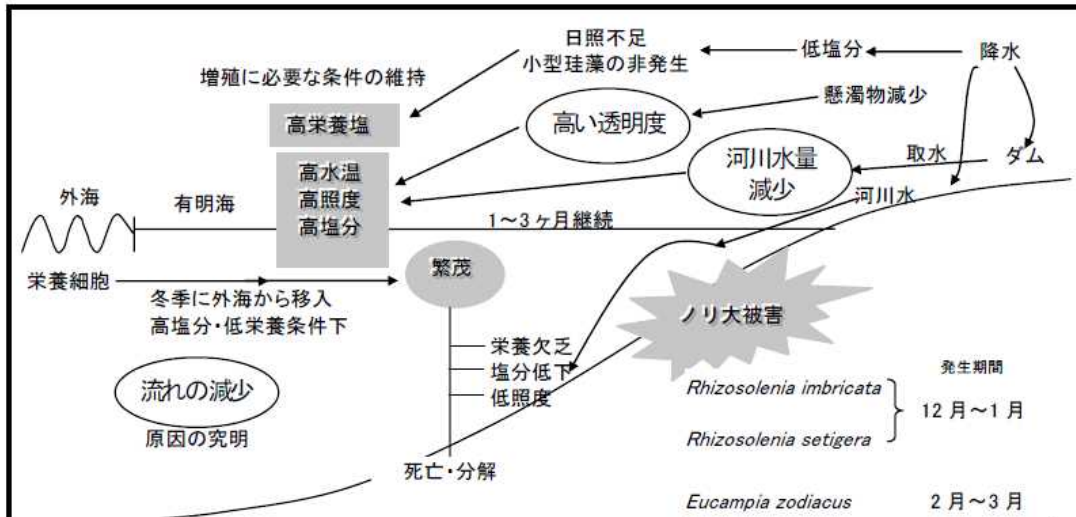 日照不足
小型珪藻の非発生
低塩分
降水
増殖に必要な条件の維持
懸濁物減少
高栄養塩
高い透明度
河川水量
減少
取水
ダム
高水温
高照度
高塩分
外海
有明海
1～3ヶ月継続
河川水
栄養細胞
繁茂
冬季に外海から移入
高塩分・低栄養条件下
ノリ大被害
栄養欠乏
塩分低下
低照度
流れの減少
原因の究明
死亡・分解
発生期間
Rhizosolenia imbricata
12月～1月
Rhizosolenia setigera
Eucampia zodiacus
2月～3月